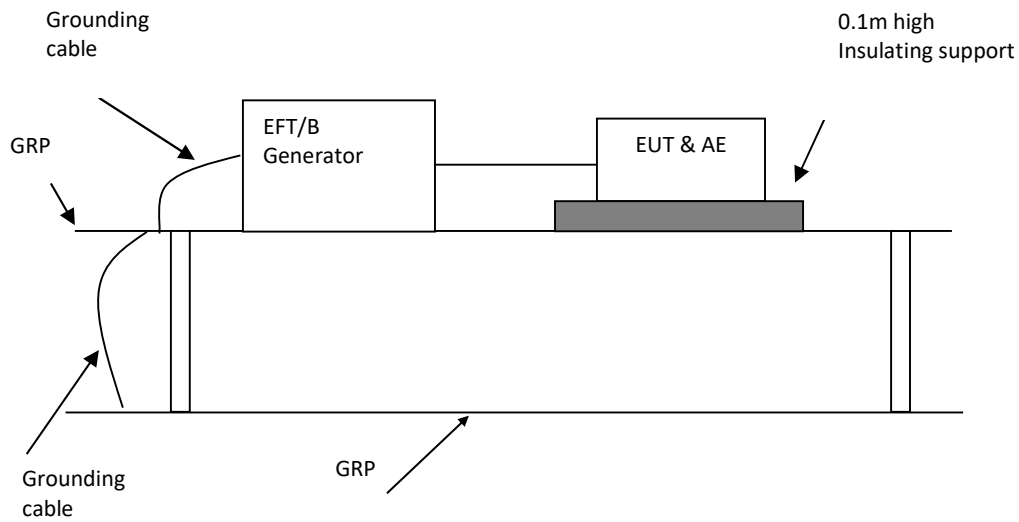 Grounding
cable
0.1m high
Insulating support
GRP
EFT/B
Generator
EUT & AE
Grounding
cable
GRP